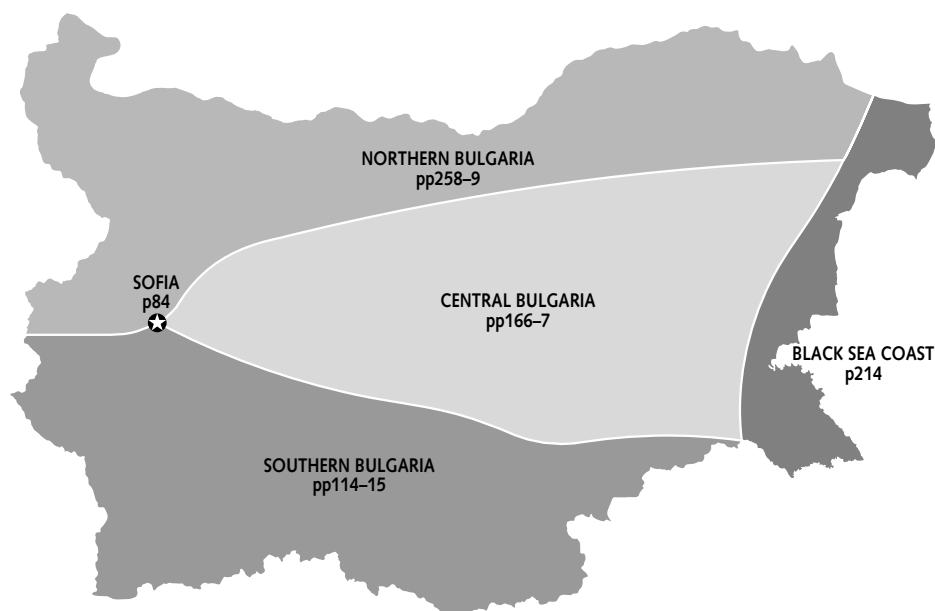 NORTHERN BULGARIA
pp258–9
SOFIA
p84
CENTRAL BULGARIA
pp166–7
BLACK SEA COAST
p214
SOUTHERN BULGARIA
pp114–15